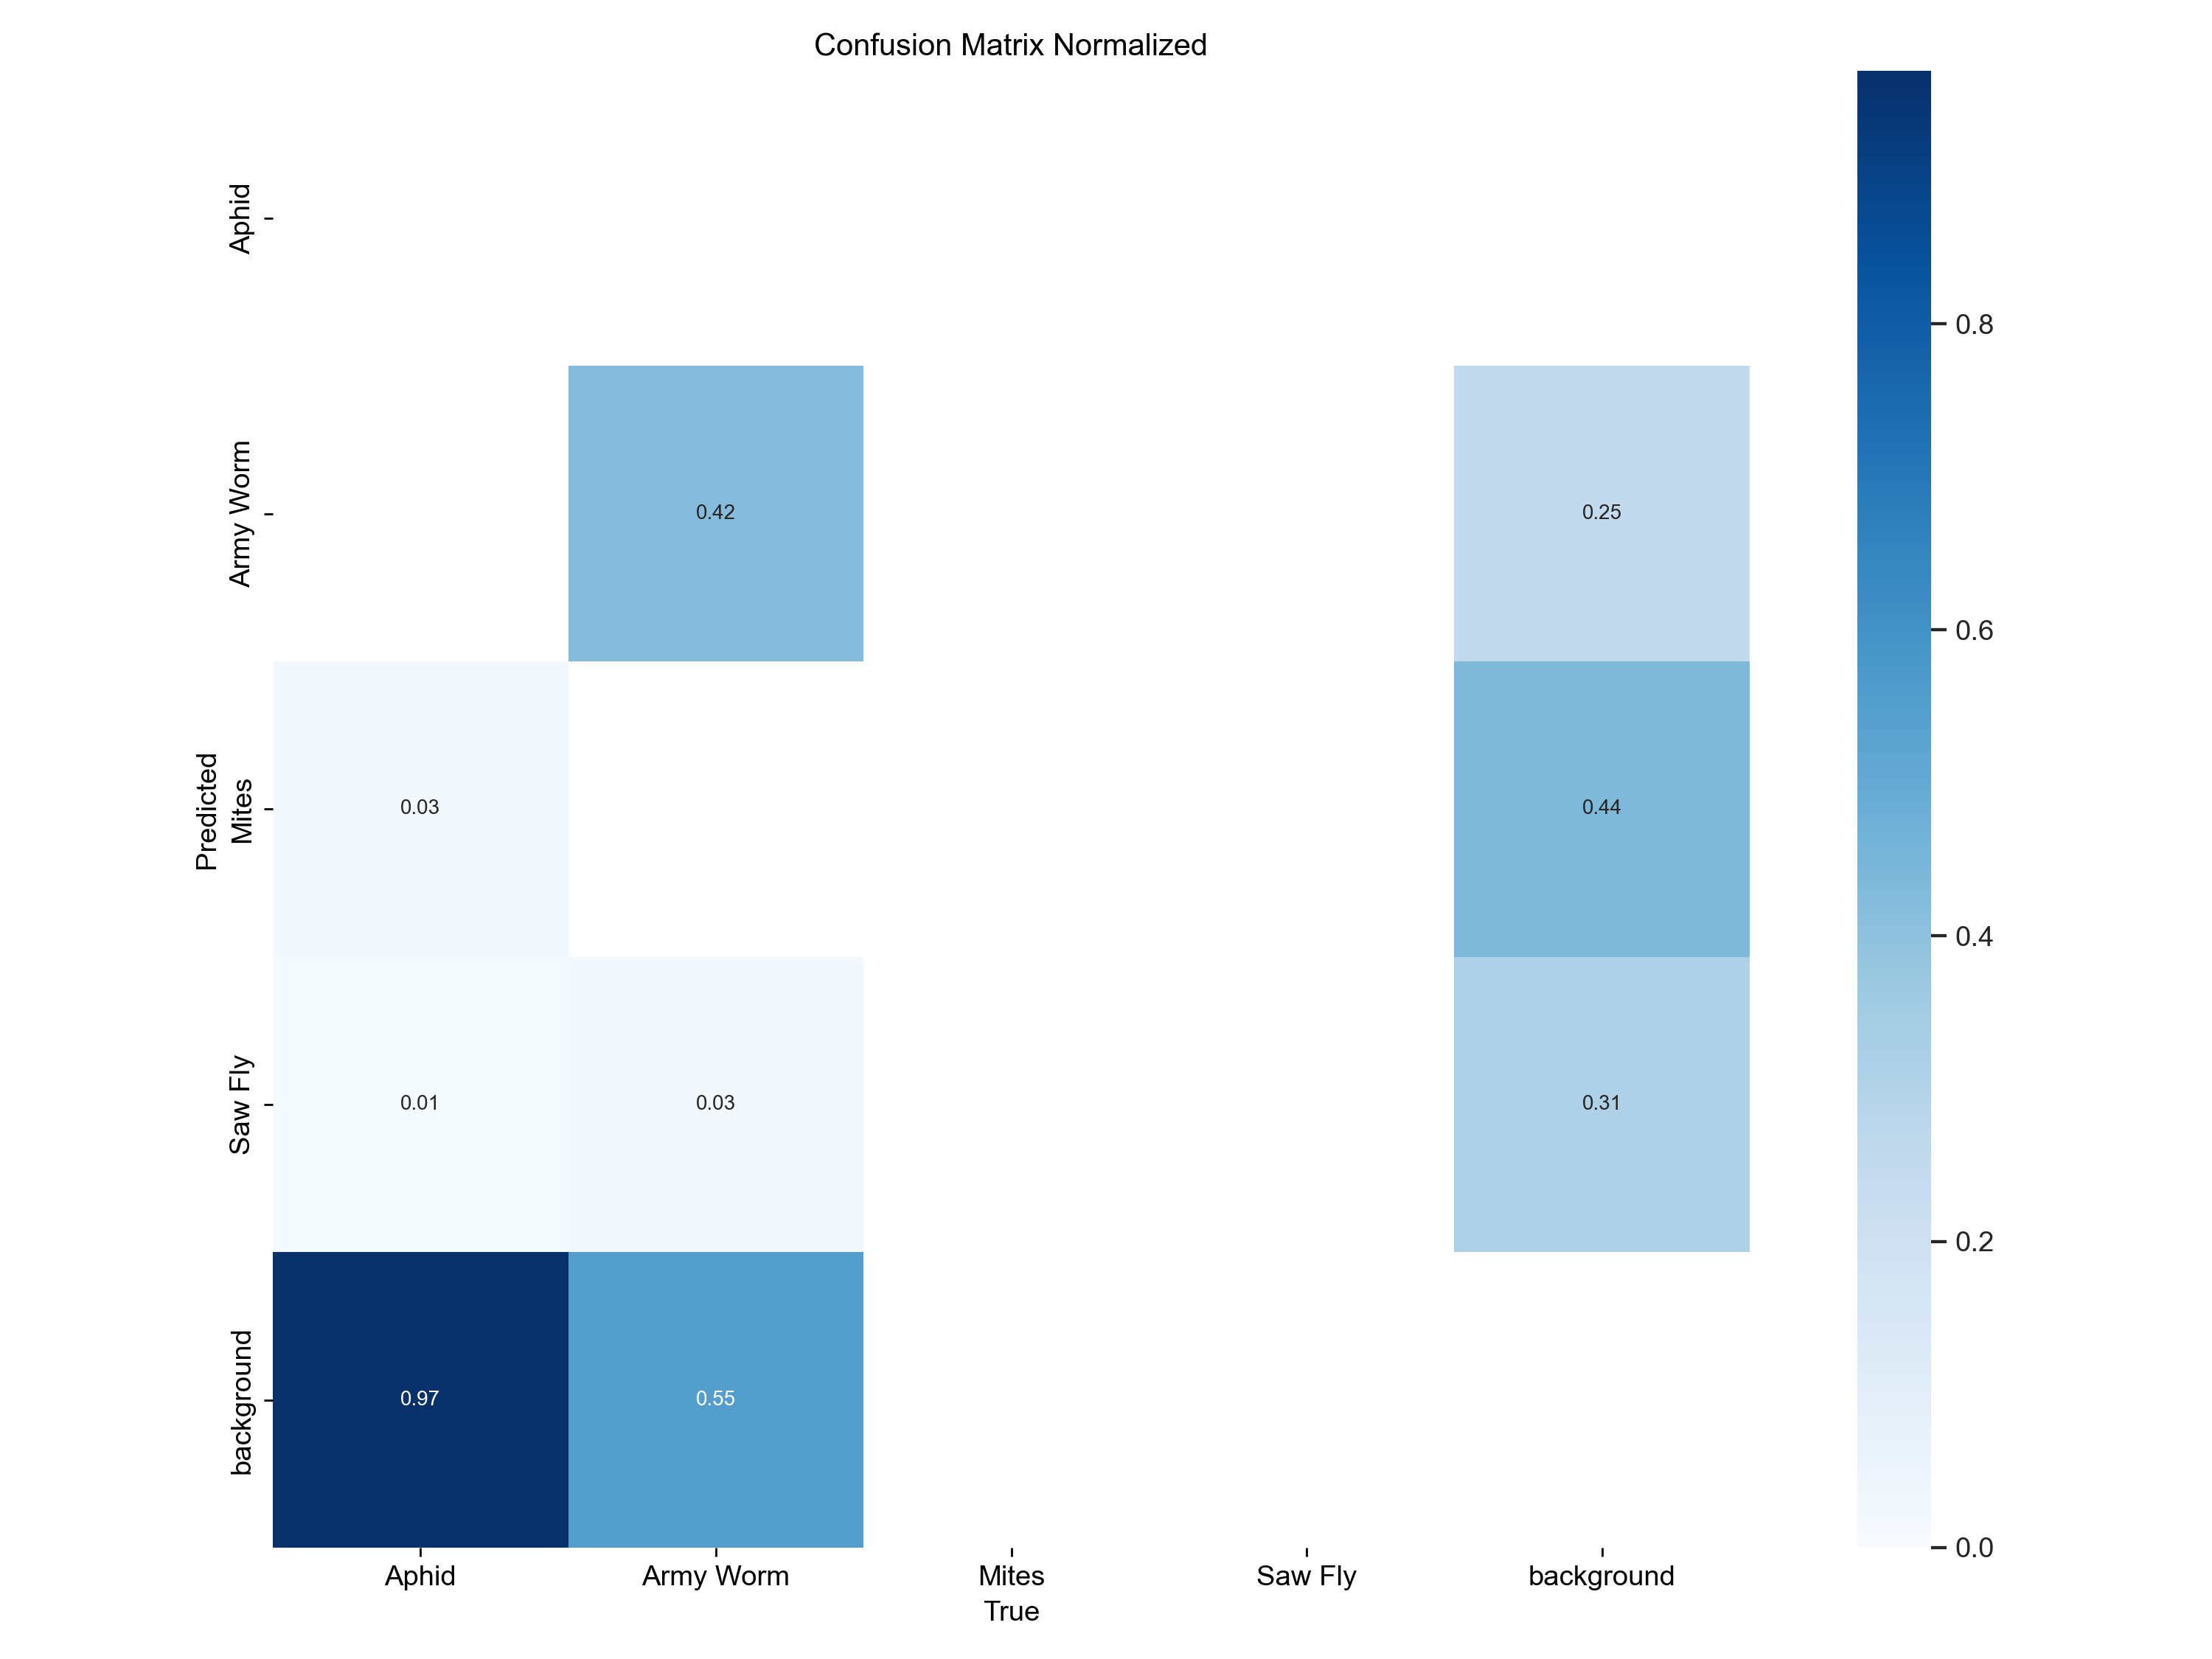 Confusion Matrix Normalized
Aphid
Army Worm
Mites
Saw Fly
background
Predicted
0.42
0.25
0.03
0.44
0.01
0.03
0.31
0.97
0.55
Aphid
Army Worm
Mites
Saw Fly
background
True
0.8
0.6
0.4
0.2
0.0